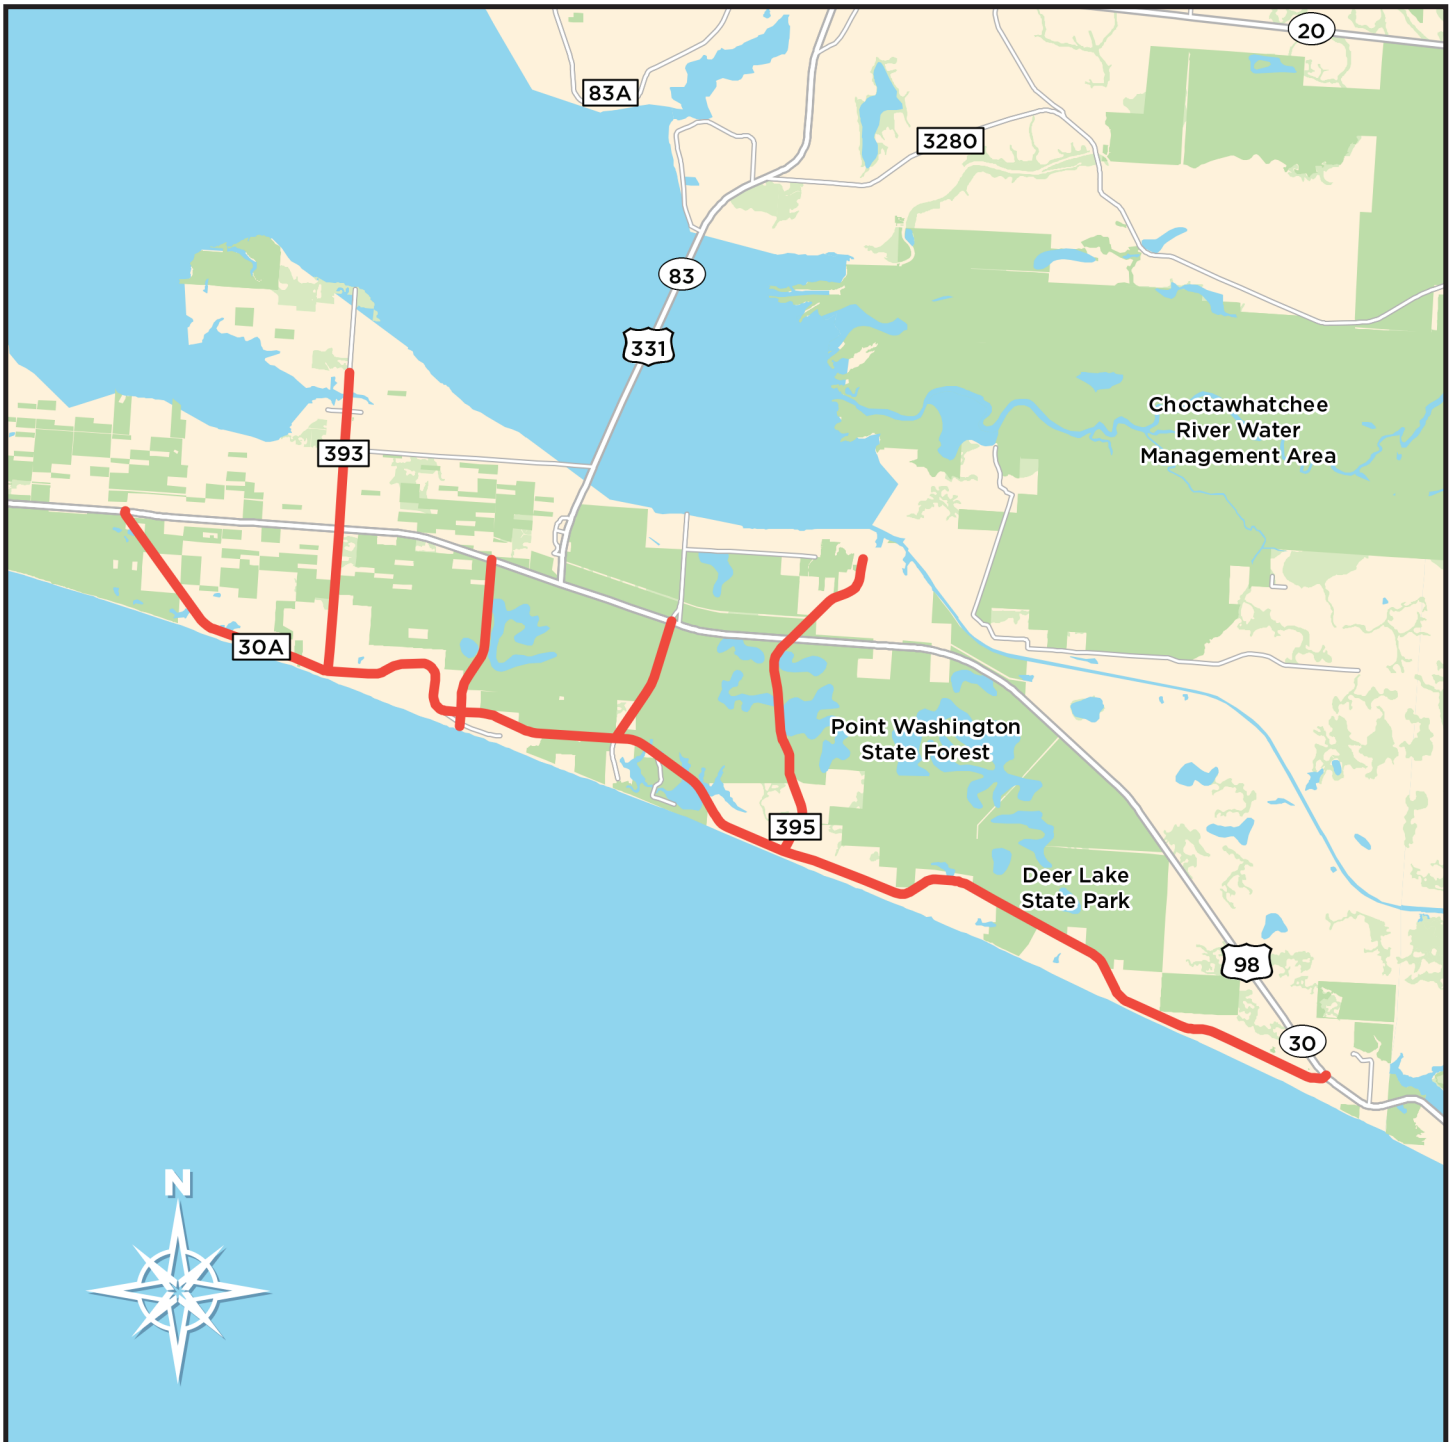 20
83A
3280
83
331
Choctawhatchee
River Water
Management Area
393
30A
Point Washington
State Forest
395
Deer Lake
State Park
98
30
N